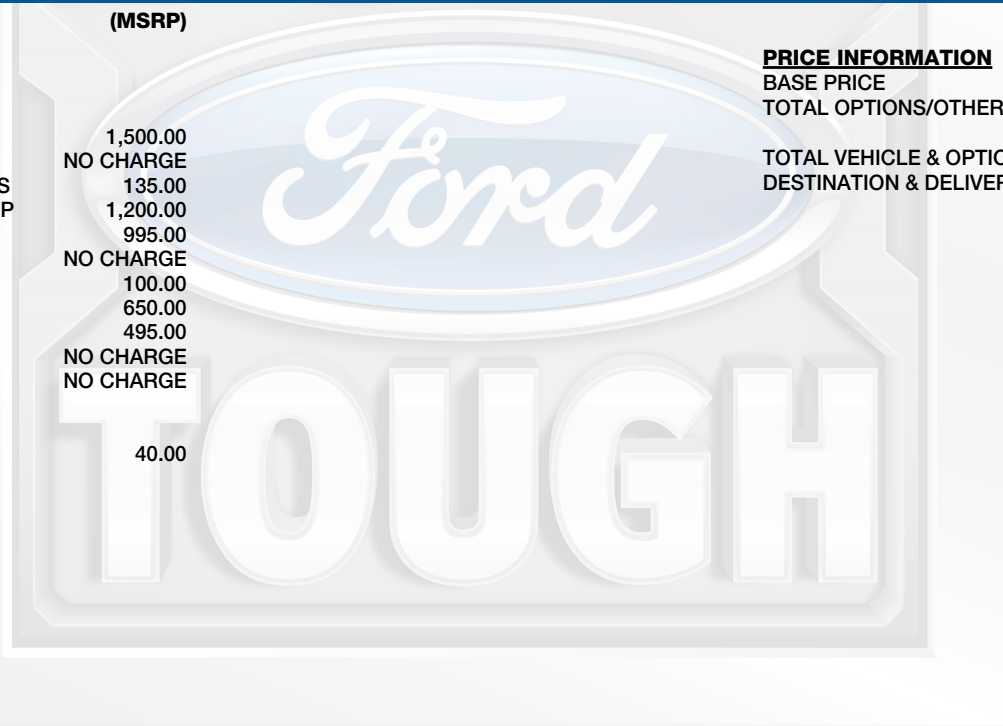 (MSRP)
1,500.00
NO CHARGE
S 135.00
P 1,200.00
995.00
NO CHARGE
100.00
650.00
495.00
NO CHARGE
NO CHARGE
40.00
PRICE INFORMATION
BASE PRICE
TOTAL OPTIONS/OTHER
TOTAL VEHICLE & OPTIO
DESTINATION & DELIVER
Ford
TOUGH